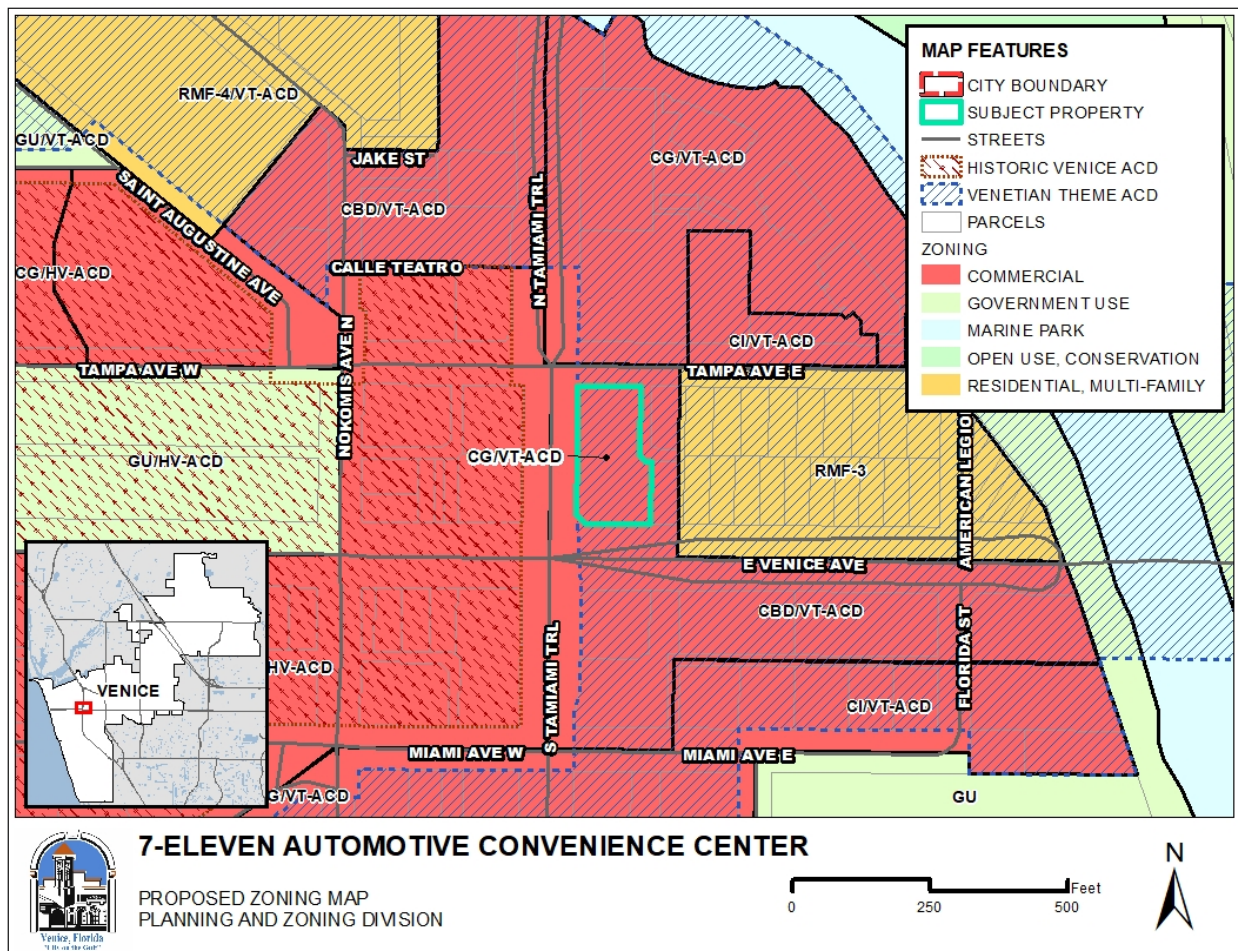 MAP FEATURES
CITY BOUNDARY
SUBJECT PROPERTY
STREETS
HISTORIC VENICE ACD
VENETIAN THEME ACD
PARCELS
ZONING
COMMERCIAL
GOVERNMENT USE
MARINE PARK
OPEN USE, CONSERVATION
RESIDENTIAL, MULTI-FAMILY
RMF-4/VT-ACD
GU/VT-ACD
JAKE ST
CG/VT-ACD
SAINT AUGUSTINE AVE
CBD/VT-ACD
N TAMIAMI TRL
CG/HV-ACD
CALLE TEATRO
NOKOMIS AVE N
CI/VT-ACD
TAMPA AVE W
TAMPA AVE E
GU/HV-ACD
CG/VT-ACD
RMF-3
AMERICAN LEGIO
E VENICE AVE
CBD/VT-ACD
FLORIDA ST
HV-ACD
S TAMIAMI TRL
CI/VT-ACD
VENICE
MIAMI AVE W
MIAMI AVE E
G/VT-ACD
GU
7-ELEVEN AUTOMOTIVE CONVENIENCE CENTER
PROPOSED ZONING MAP
PLANNING AND ZONING DIVISION
Venice, Florida
"City on the Gulf"
Feet
0 250 500
N